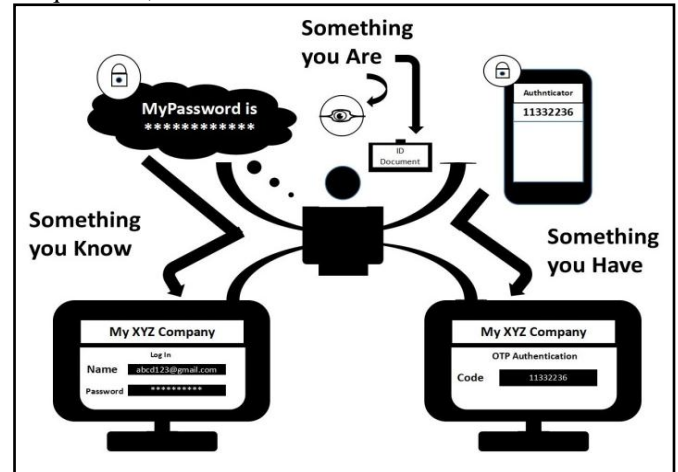 Something
you Are
MyPassword is
************
ID
Document
Authnticator
11332236
Something
you Know
Something
you Have
My XYZ Company
Log In
Name abcd123@gmail.com
Password **********
My XYZ Company
OTP Authentication
Code 11332236